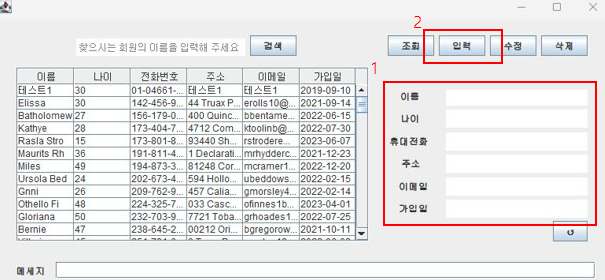 2
찾으시는 회원의 이름을 입력해 주세요 검색 조회 입력 수정 삭제
1
이름 나이 전화번호 주소 이메일 가입일
테스트1 30 01-04661-... 테스트1 테스트1 2019-09-10
Elissa 30 142-456-9... 44 Truax P... erolls10@... 2021-09-14
Batholomew 27 156-179-0... 400 Quinc... bbentame... 2022-06-15
Kathye 28 173-404-7... 4712 Corn... ktoolinb@... 2022-07-30
Rasla Stro 15 173-801-8... 93440 Sh... rstrodere... 2023-06-07
Maurits Rh 36 191-811-4... 1 Declarati... mrhydderc... 2021-12-23
Miles 49 194-873-3... 81248 Cor... mcramer1... 2022-12-20
Ursola Bed 24 202-673-4... 594 Hollo... ubeddows... 2022-02-15
Gnni 26 209-762-9... 457 Calia... gmorsley4... 2022-02-14
Othello Fi 48 224-325-7... 033 Casc... ofinnes1b... 2023-04-01
Gloriana 50 232-703-9... 7721 Toba... grhoades1... 2022-07-25
Bernie 47 238-645-2... 00212 Ori... bgregorow... 2021-10-11
이름
나이
휴대전화
주소
이메일
가입일
메세지